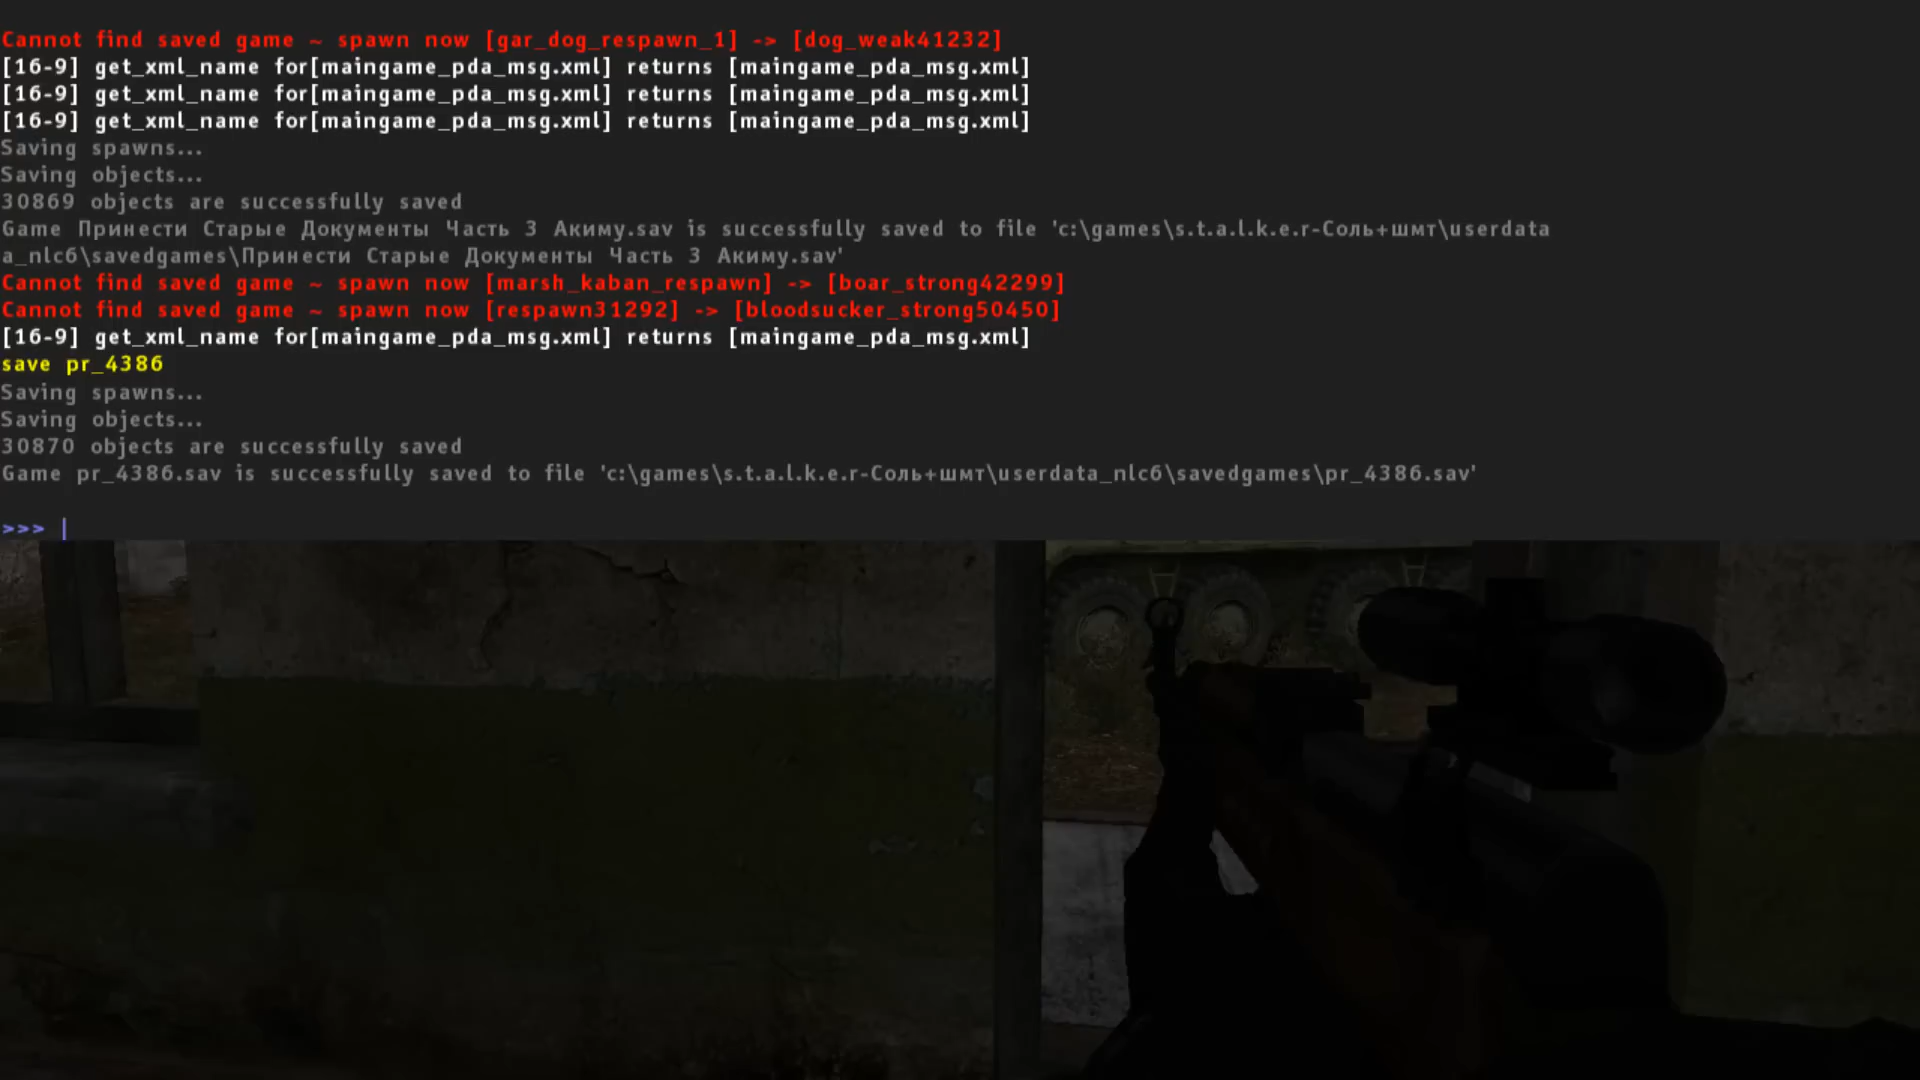 Cannot find saved game ~ spawn now [gar_dog_respawn_1] -> [dog_weak41232]
[16-9] get_xml_name for[maingame_pda_msg.xml] returns [maingame_pda_msg.xml]
[16-9] get_xml_name for[maingame_pda_msg.xml] returns [maingame_pda_msg.xml]
[16-9] get_xml_name for[maingame_pda_msg.xml] returns [maingame_pda_msg.xml]
Saving spawns...
Saving objects...
30869 objects are successfully saved
Game Принести Старые Документы Часть 3 Акиму.sav is successfully saved to file 'c:\games\s.t.a.l.k.e.r-Соль+шмт\userdata
a_nlc6\savedgames\Принести Старые Документы Часть 3 Акиму.sav'
Cannot find saved game ~ spawn now [marsh_kaban_respawn] -> [boar_strong42299]
Cannot find saved game ~ spawn now [respawn31292] -> [bloodsucker_strong50450]
[16-9] get_xml_name for[maingame_pda_msg.xml] returns [maingame_pda_msg.xml]
save pr_4386
Saving spawns...
Saving objects...
30870 objects are successfully saved
Game pr_4386.sav is successfully saved to file 'c:\games\s.t.a.l.k.e.r-Соль+шмт\userdata_nlc6\savedgames\pr_4386.sav'
>>> |